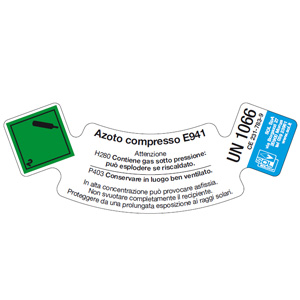 2
Azoto compresso E941
Attenzione
H280 Contiene gas sotto pressione:
può esplodere se riscaldato.
P403 Conservare in luogo ben ventilato.
In alta concentrazione può provocare asfissia.
Non svuotare completamente il recipiente.
Proteggere da una prolungata esposizione ai raggi solari.
UN 1066
CE 231-783-9